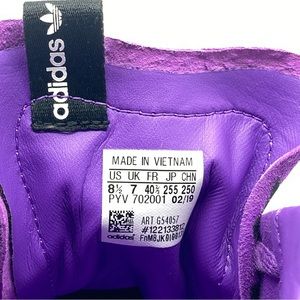 adidas
MADE IN VIETNAM
US UK FR JP CHN
8½ 7 40⅔ 255 250
PYV 702001 02/19
ART G54057
adidas